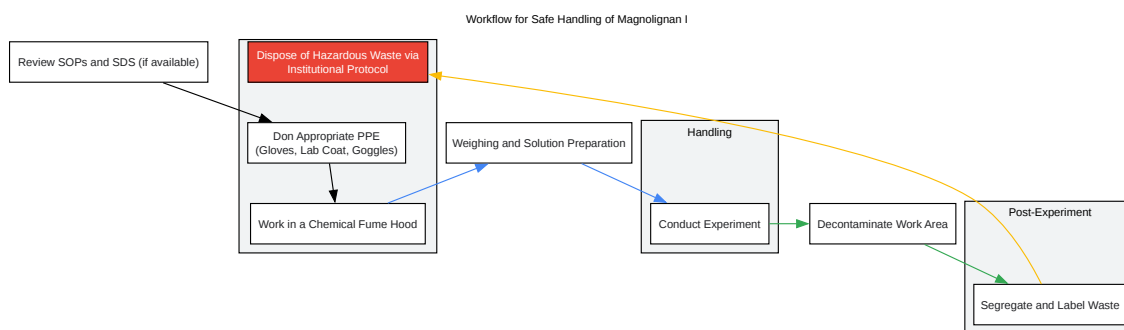 Workflow for Safe Handling of Magnolignan I
Review SOPs and SDS (if available)
Dispose of Hazardous Waste via
Institutional Protocol
Don Appropriate PPE
(Gloves, Lab Coat, Goggles)
Work in a Chemical Fume Hood
Weighing and Solution Preparation
Handling
Conduct Experiment
Decontaminate Work Area
Post-Experiment
Segregate and Label Waste